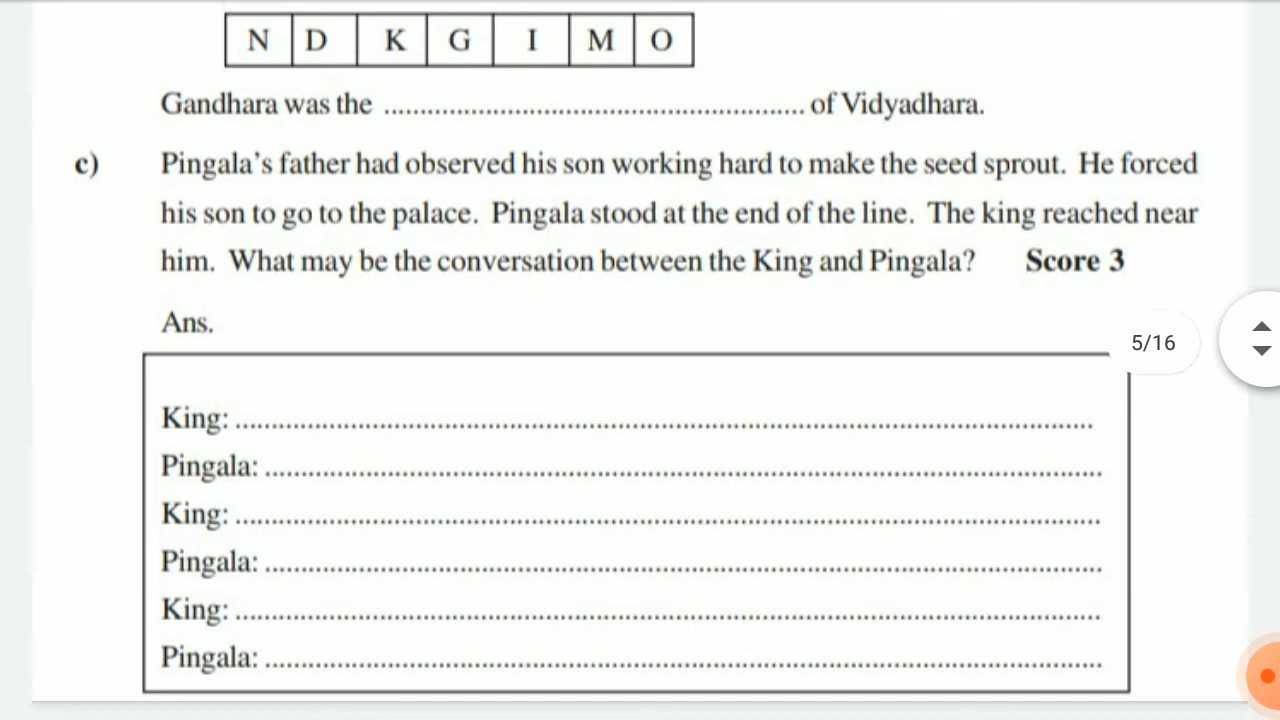 N D K G I M O
Gandhara was the ............................................................ of Vidyadhara.
c) Pingala’s father had observed his son working hard to make the seed sprout. He forced
his son to go to the palace. Pingala stood at the end of the line. The king reached near
him. What may be the conversation between the King and Pingala? Score 3
Ans.
5/16
King: ........................................................................................................................
Pingala: ....................................................................................................................
King: ........................................................................................................................
Pingala: ....................................................................................................................
King: ........................................................................................................................
Pingala: ....................................................................................................................